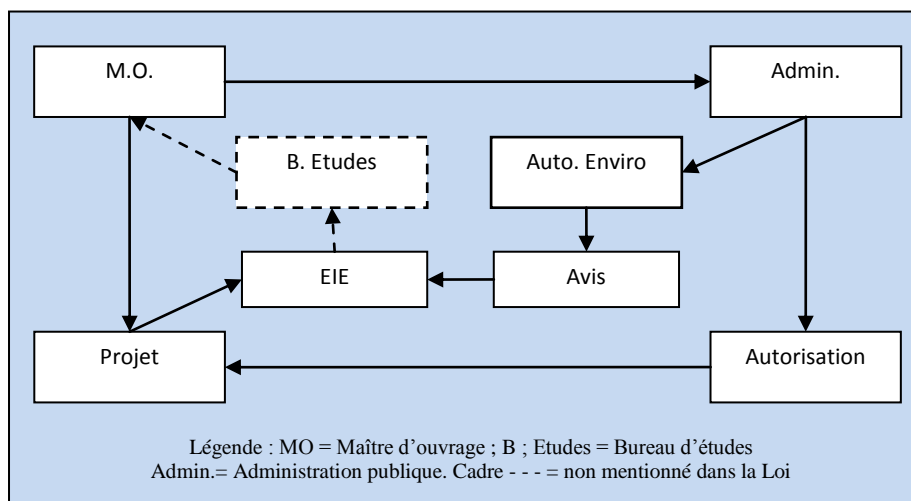 M.O.
Admin.
B. Etudes
Auto. Enviro
EIE
Avis
Projet
Autorisation
Légende : MO = Maître d’ouvrage ; B ; Etudes = Bureau d’études
Admin.= Administration publique. Cadre - - - = non mentionné dans la Loi